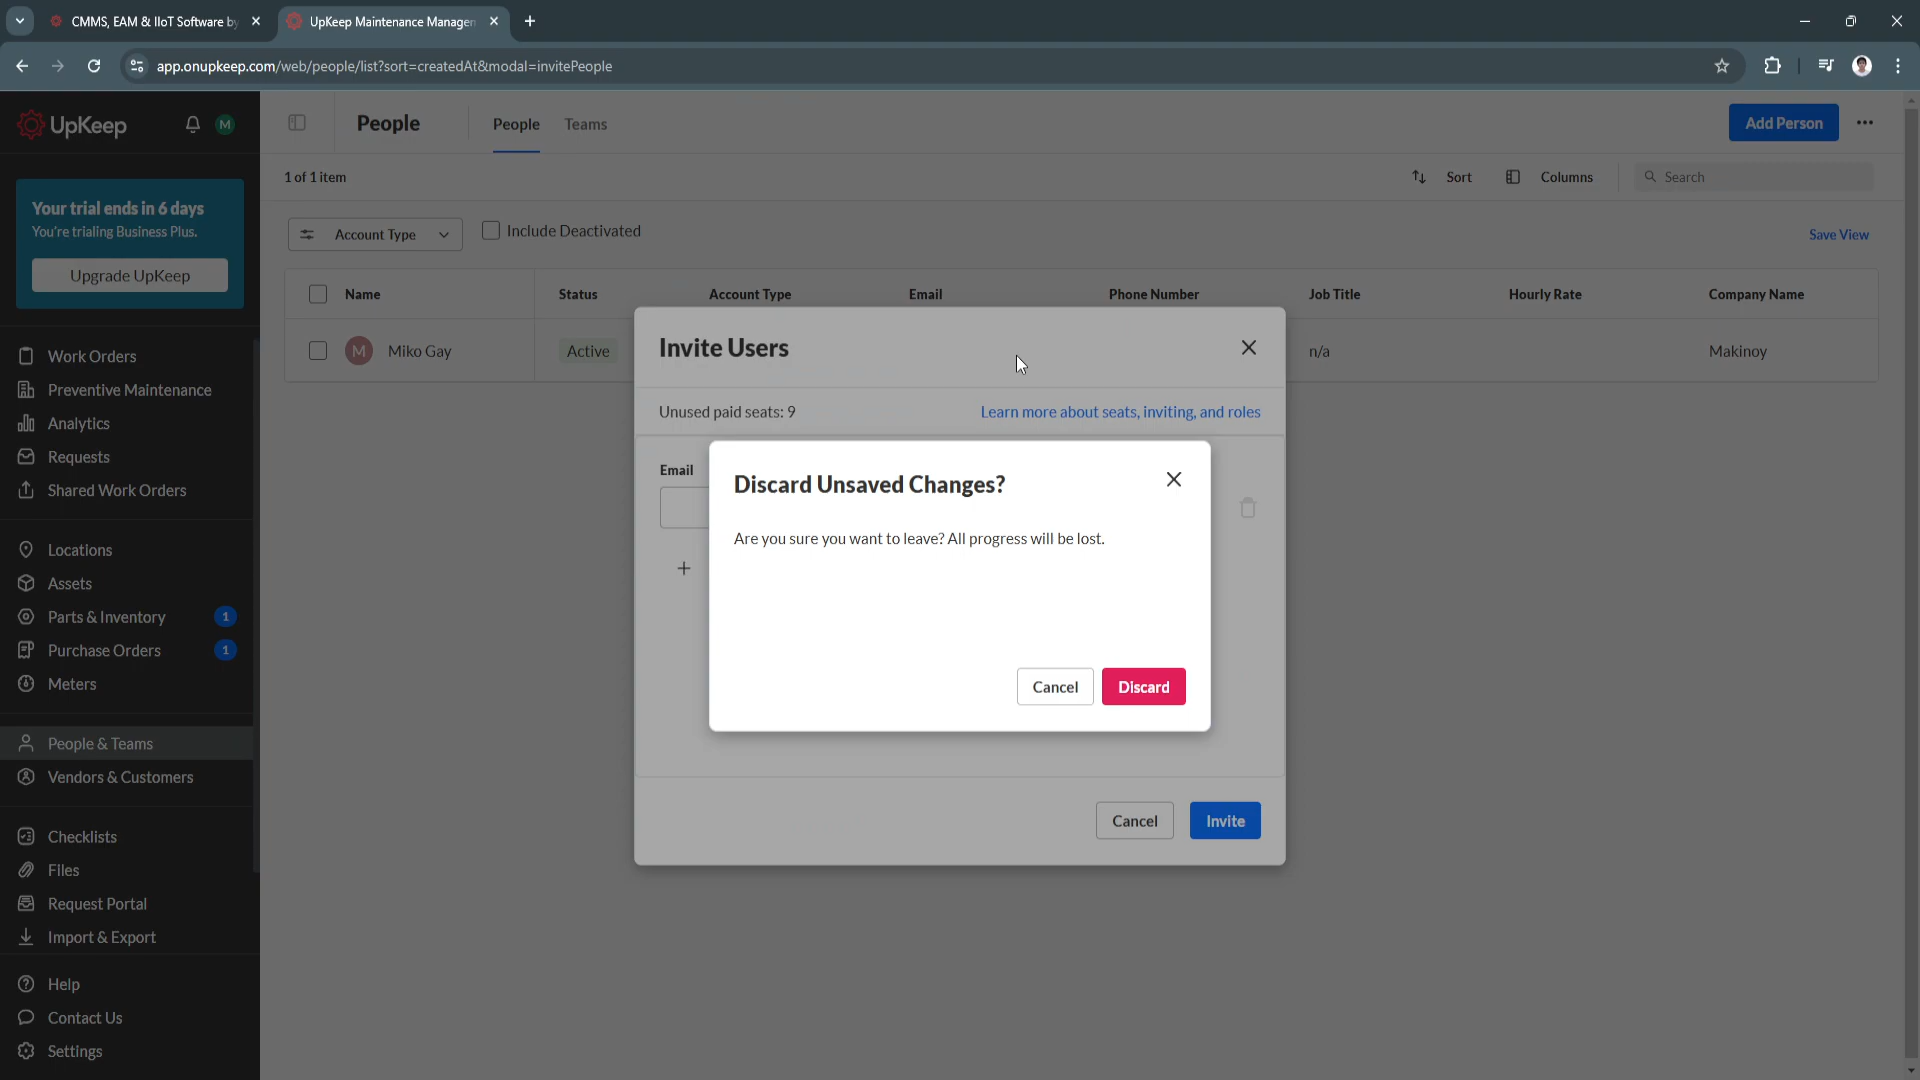 CMMS, EAM & IIoT Software by
UpKeep Maintenance Managen
app.onupkeep.com/web/people/list?sort=createdAt&modal=invitePeople
UpKeep
M
People
People
Teams
Add Person
1 of 1 item
Sort
Columns
Search
Your trial ends in 6 days
You're trialing Business Plus.
Upgrade UpKeep
Account Type
Include Deactivated
Save View
Name
Status
Account Type
Email
Phone Number
Job Title
Hourly Rate
Company Name
M
Miko Gay
Active
n/a
Makinoy
Work Orders
Preventive Maintenance
Analytics
Requests
Shared Work Orders
Locations
Assets
Parts & Inventory
1
Purchase Orders
1
Meters
People & Teams
Vendors & Customers
Checklists
Files
Request Portal
Import & Export
Help
Contact Us
Settings
Invite Users
Unused paid seats: 9
Learn more about seats, inviting, and roles
Email
Discard Unsaved Changes?
Are you sure you want to leave? All progress will be lost.
Cancel
Discard
Cancel
Invite